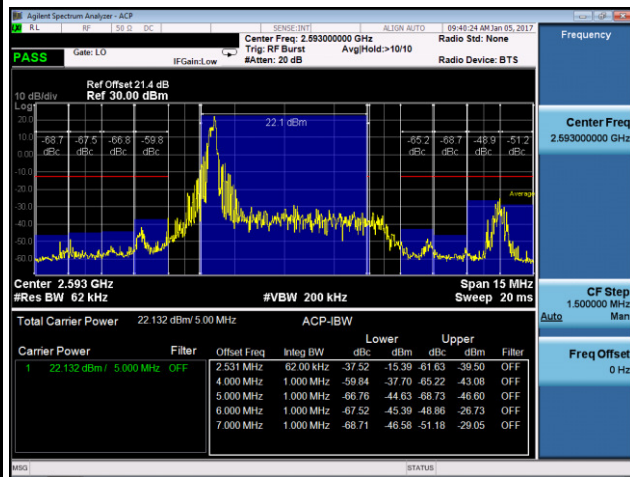 Agilent Spectrum Analyzer - ACP
RL RF 50 Ω DC SENSE:INT ALIGN AUTO 09:40:24 AM Jan 05, 2017
Center Freq: 2.593000000 GHz Radio Std: None
PASS Gate: LO Trig: RF Burst Avg|Hold:>10/10
IFGain:Low #Atten: 20 dB Radio Device: BTS
Ref Offset 21.4 dB
10 dB/div Ref 30.00 dBm
Log
20.0
10.0
0.00
-10.0
-20.0
-30.0
-40.0
-50.0
-60.0
22.1 dBm
-68.7 -67.5 -66.8 -59.8 -65.2 -68.7 -48.9 -51.2
dBc dBc dBc dBc dBc dBc dBc dBc
Average
Center 2.593 GHz Span 15 MHz
#Res BW 62 kHz #VBW 200 kHz Sweep 20 ms
Total Carrier Power 22.132 dBm/ 5.00 MHz ACP-IBW
Lower Upper
Carrier Power Filter Offset Freq Integ BW dBc dBm dBc dBm Filter
1 22.132 dBm / 5.000 MHz OFF 2.531 MHz 62.00 kHz -37.52 -15.39 -61.63 -39.50 OFF
4.000 MHz 1.000 MHz -59.84 -37.70 -65.22 -43.08 OFF
5.000 MHz 1.000 MHz -66.76 -44.63 -68.73 -46.60 OFF
6.000 MHz 1.000 MHz -67.52 -45.39 -48.86 -26.73 OFF
7.000 MHz 1.000 MHz -68.71 -46.58 -51.18 -29.05 OFF
MSG STATUS
Frequency
Center Freq
2.593000000 GHz
CF Step
1.500000 MHz
Auto Man
Freq Offset
0 Hz